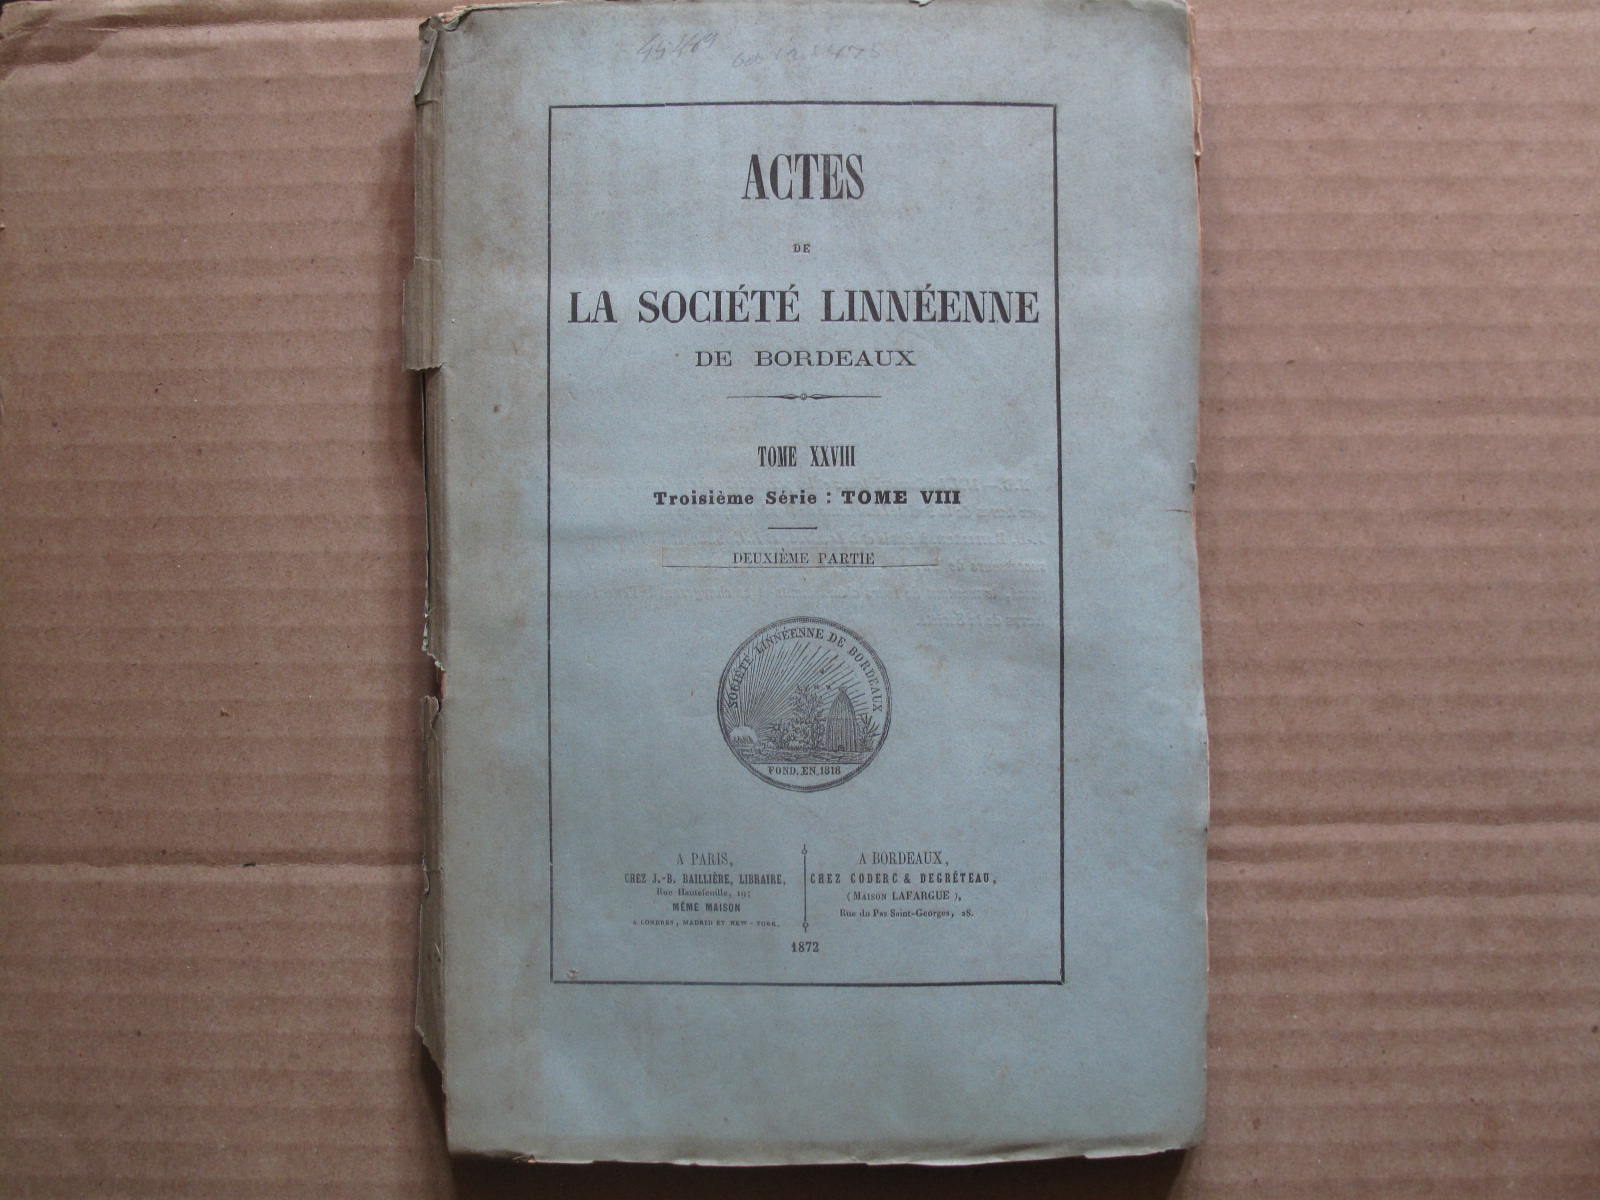 ACTES
DE
LA SOCIÉTÉ LINNÉENNE
DE BORDEAUX
TOME XXVIII
Troisième Série : TOME VIII
DEUXIÈME PARTIE
SOCIÉTÉ LINNÉENNE DE BORDEAUX
FOND. EN 1818
A PARIS,
CHEZ J.-B. BAILLIÈRE, LIBRAIRE,
Rue Hautefeuille, 19;
MÊME MAISON
A LONDRES, MADRID ET NEW-YORK.
A BORDEAUX,
CHEZ CODERC & DEGRÉTEAU,
(MAISON LAFARGUE),
Rue du Pas Saint-Georges, 28.
1872